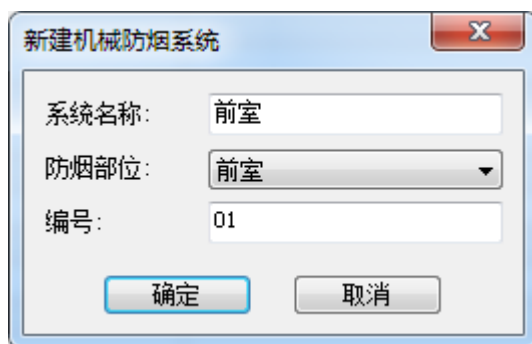 新建机械防烟系统
系统名称: 前室
防烟部位: 前室
编号: 01
确定 取消